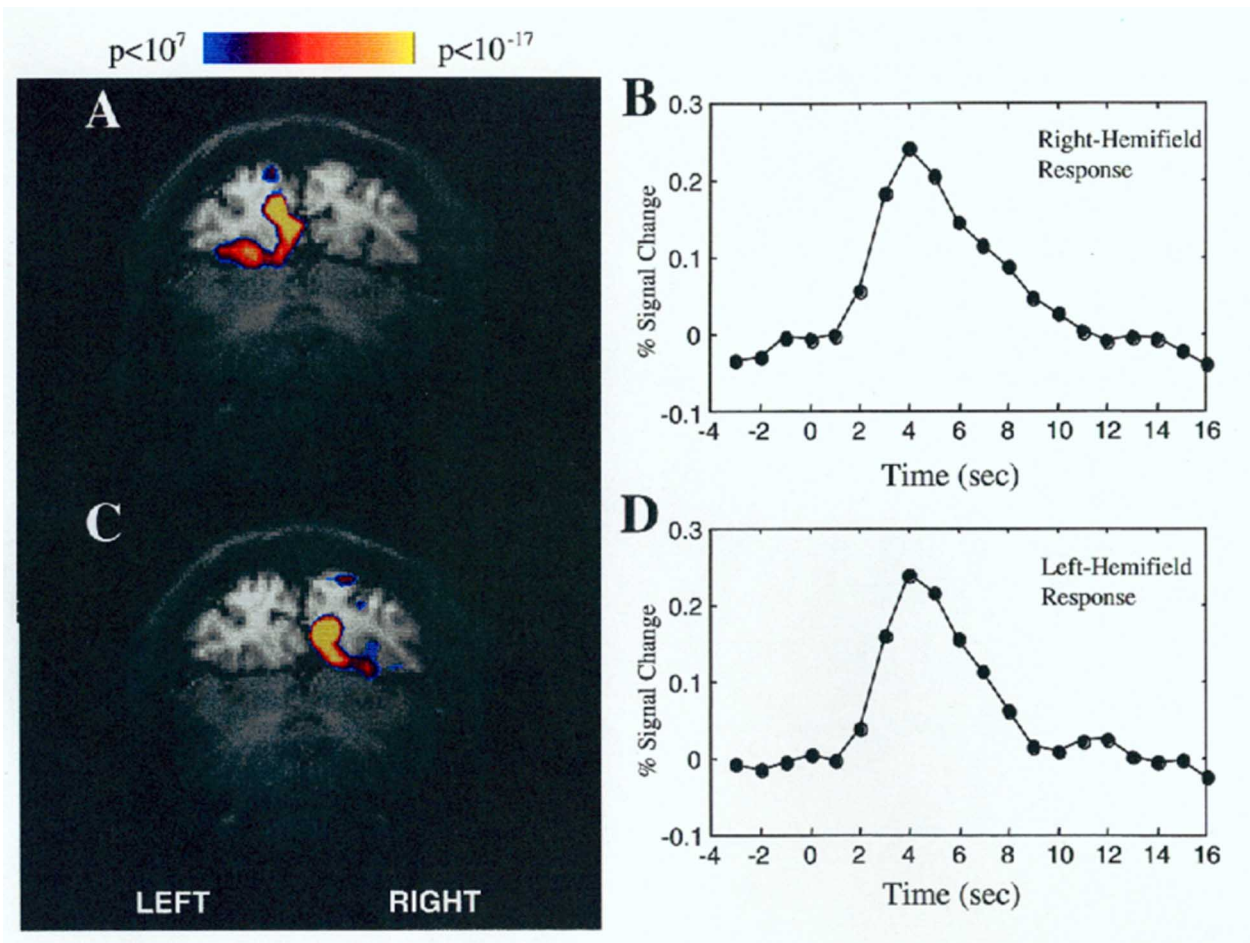 p<10⁷ p<10⁻¹⁷
A
B
0.3
0.2
0.1
0
-0.1
% Signal Change
Right-Hemifield
Response
-4 -2 0 2 4 6 8 10 12 14 16
Time (sec)
C
D
0.3
0.2
0.1
0
-0.1
% Signal Change
Left-Hemifield
Response
-4 -2 0 2 4 6 8 10 12 14 16
Time (sec)
LEFT RIGHT